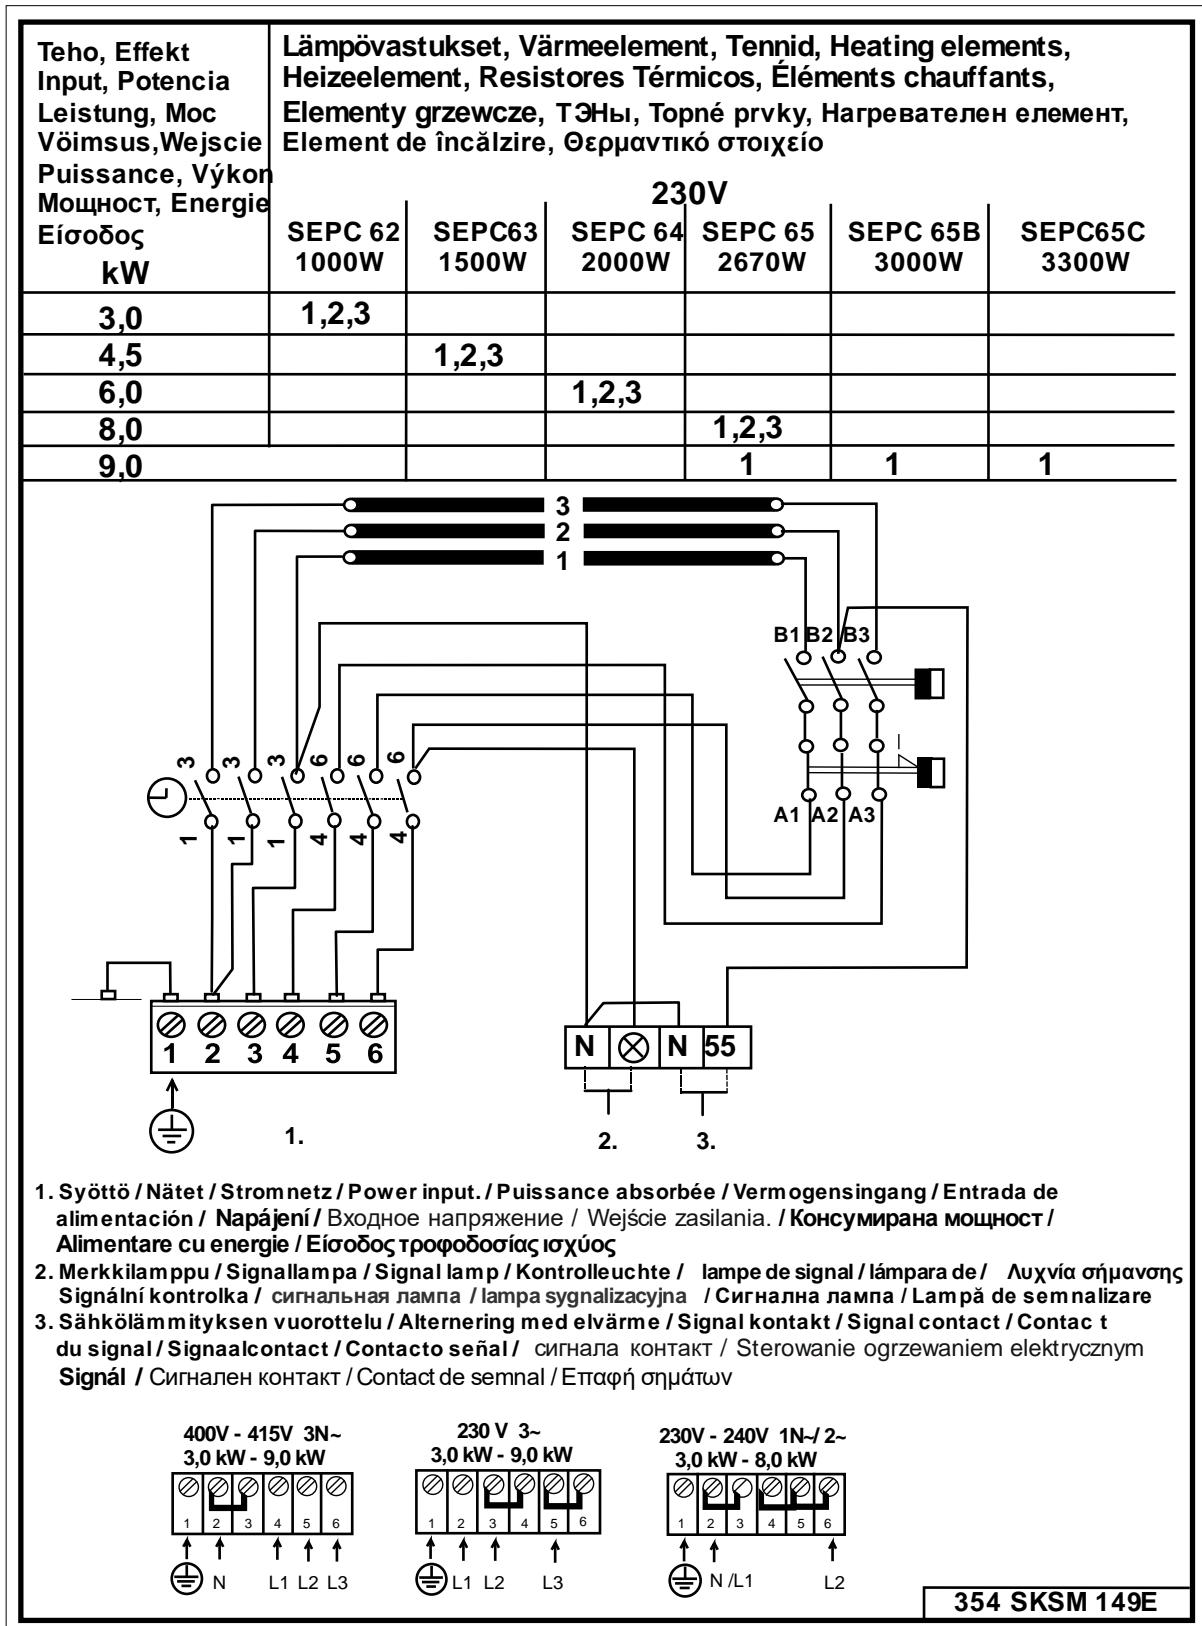 Teho, Effekt
Input, Potencia
Leistung, Moc
Vöimsus,Wejscie
Puissance, Výkon
Мощност, Energie
Είσοδος
kW
Lämpövastukset, Värmeelement, Tennid, Heating elements,
Heizeelement, Resistores Térmicos, Éléments chauffants,
Elementy grzewcze, ТЭНы, Topné prvky, Нагревателен елемент,
Element de încălzire, Θερμαντικό στοιχείο
230V
SEPC 62 SEPC63 SEPC 64 SEPC 65 SEPC 65B SEPC65C
1000W 1500W 2000W 2670W 3000W 3300W
3,0 1,2,3
4,5 1,2,3
6,0 1,2,3
8,0 1,2,3
9,0 1 1 1
3
2
1
B1 B2 B3
3 3 3 6 6 6
A1 A2 A3
1 1 1 4 4 4
1 2 3 4 5 6
N N 55
1. 2. 3.
1. Syöttö / Nätet / Stromnetz / Power input. / Puissance absorbée / Vermogensingang / Entrada de
alimentación / Napájení / Входное напряжение / Wejście zasilania. / Консумирана мощност /
Alimentare cu energie / Είσοδος τροφοδοσίας ισχύος
2. Merkkilamppu / Signallampa / Signal lamp / Kontrolleuchte / lampe de signal / lámpara de / Λυχνία σήμανσης
Signální kontrolka / сигнальная лампа / lampa sygnalizacyjna / Сигнална лампа / Lampă de semnalizare
3. Sähkölämmityksen vuorottelu / Alternering med elvärme / Signal kontakt / Signal contact / Contac t
du signal / Signaalcontact / Contacto señal / сигнала контакт / Sterowanie ogrzewaniem elektrycznym
Signál / Сигнален контакт / Contact de semnal / Επαφή σημάτων
400V - 415V 3N~
3,0 kW - 9,0 kW
1 2 3 4 5 6
N L1 L2 L3
230 V 3~
3,0 kW - 9,0 kW
1 2 3 4 5 6
L1 L2 L3
230V - 240V 1N~/ 2~
3,0 kW - 8,0 kW
1 2 3 4 5 6
N /L1 L2
354 SKSM 149E